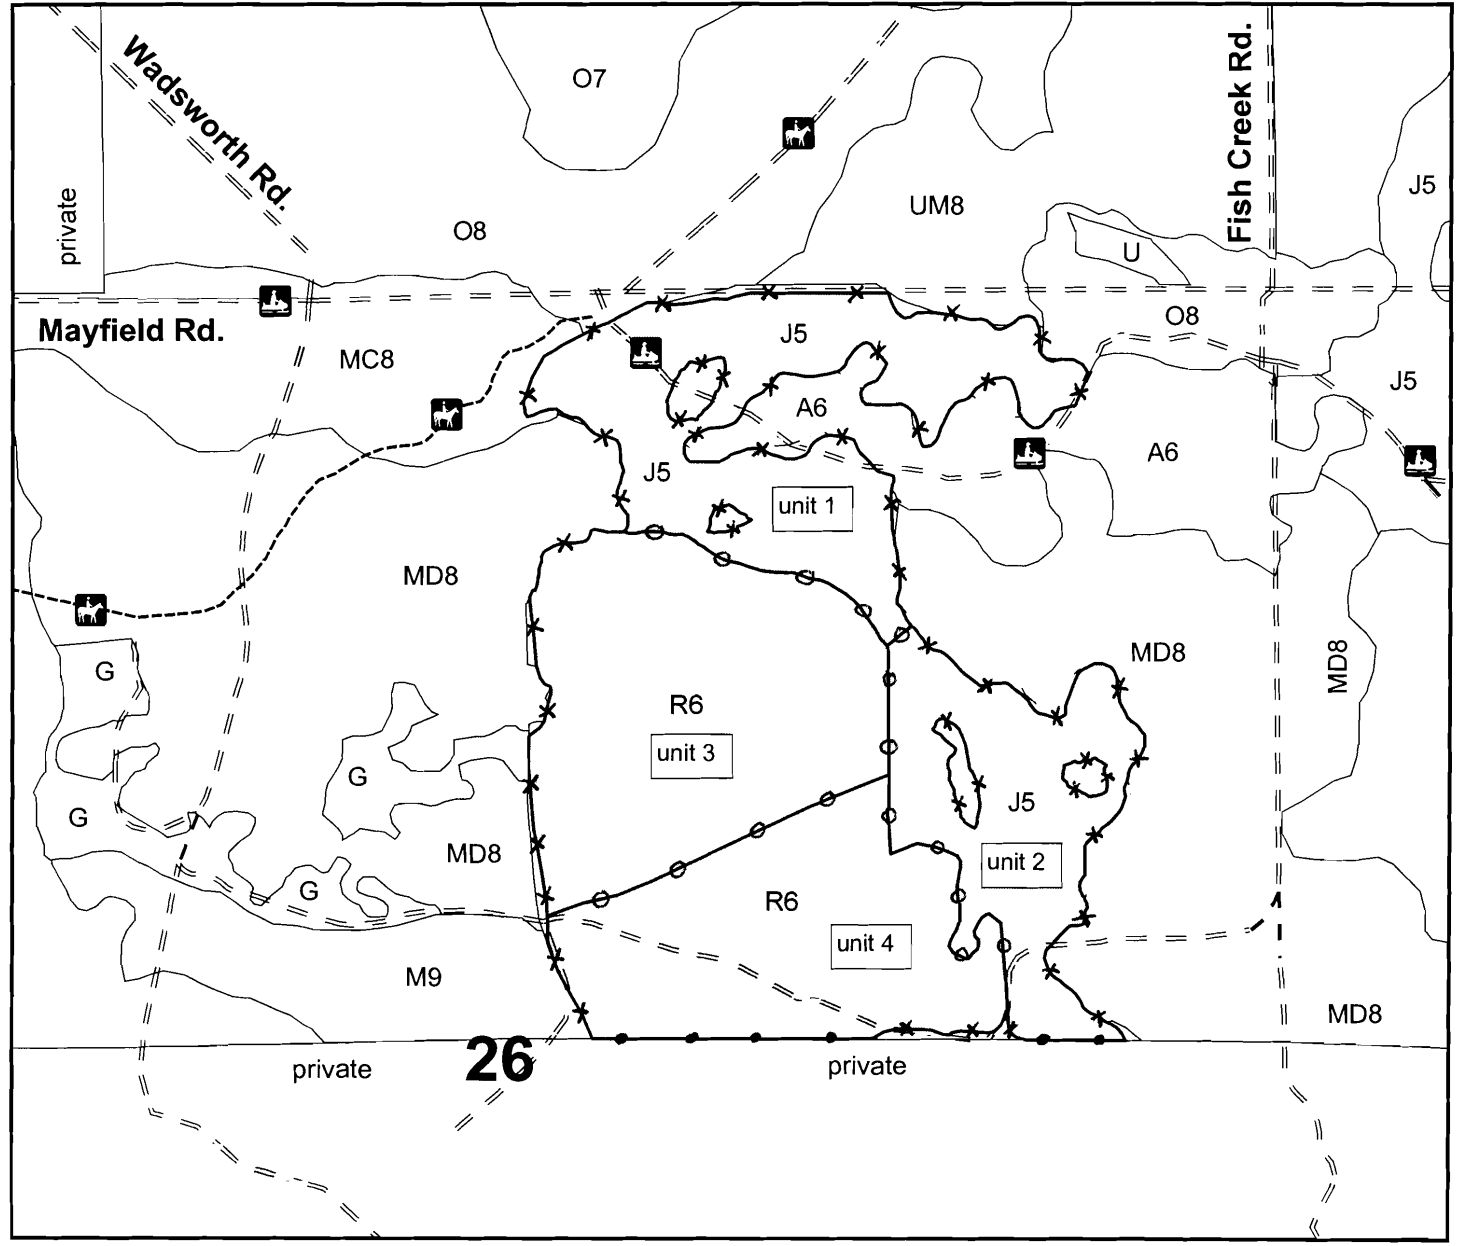 Wadsworth Rd.
O7
Fish Creek Rd.
J5
private
O8
UM8
U
Mayfield Rd.
MC8
J5
O8
J5
A6
A6
J5
unit 1
MD8
MD8
MD8
G
R6
unit 3
G
J5
G
MD8
unit 2
G
R6
unit 4
M9
MD8
26
private
private